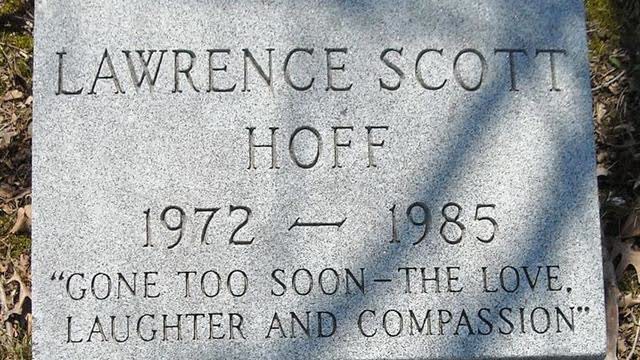 LAWRENCE SCOTT
HOFF
1972 — 1985
"GONE TOO SOON – THE LOVE,
LAUGHTER AND COMPASSION"